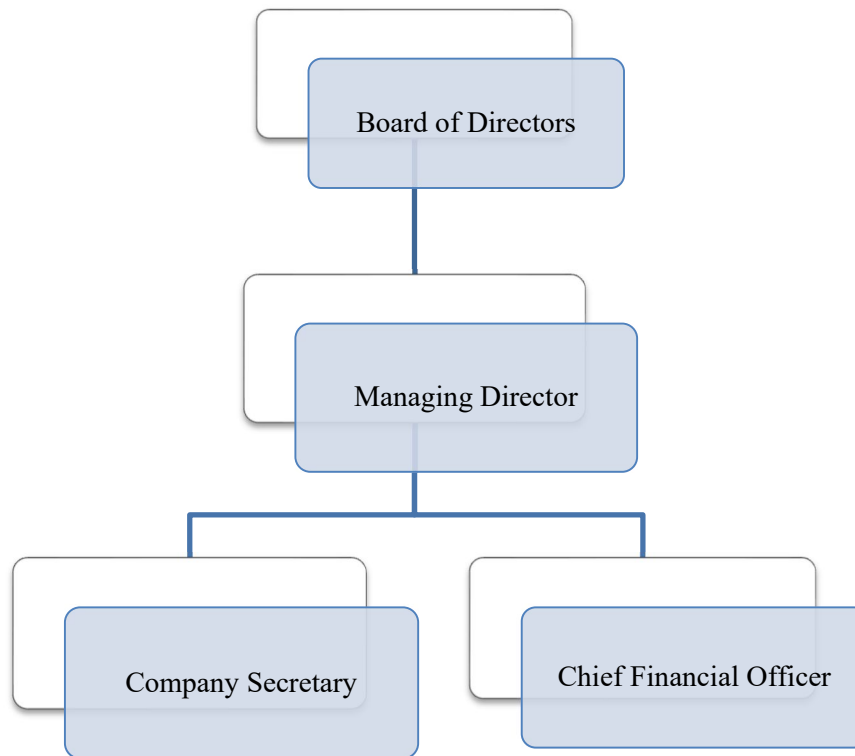 Board of Directors
Managing Director
Company Secretary
Chief Financial Officer